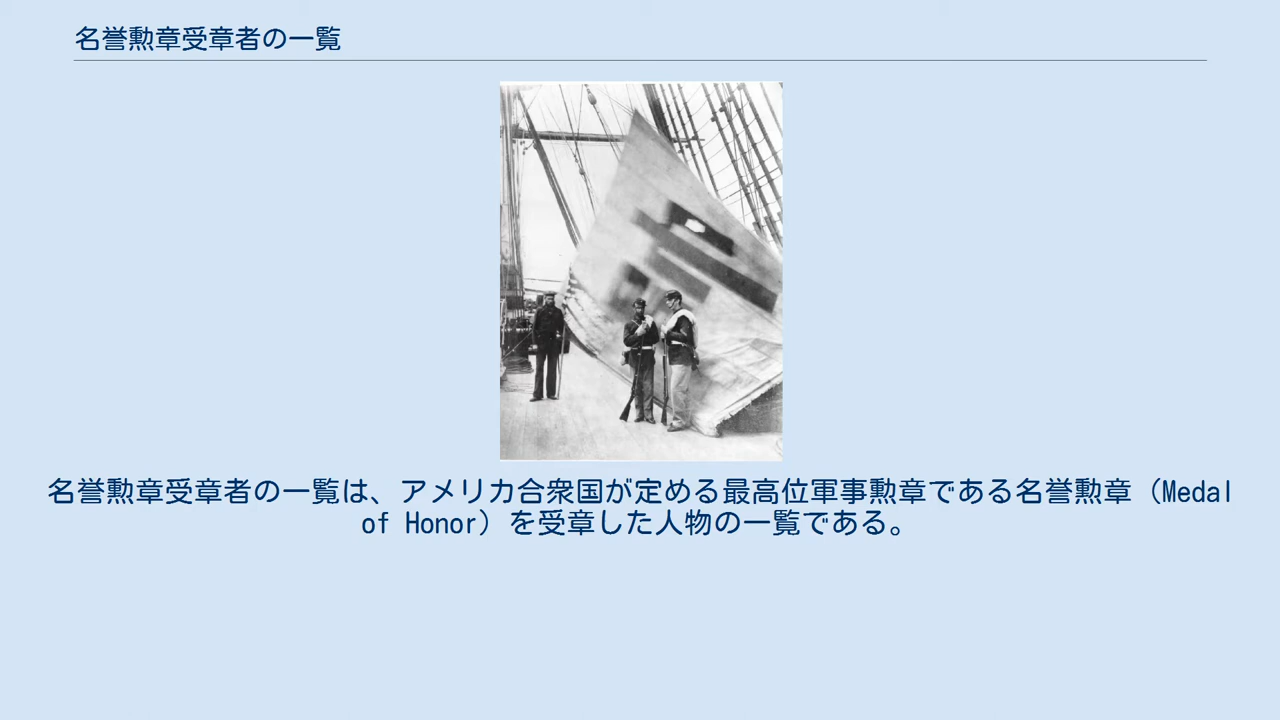 名誉勲章受章者の一覧
名誉勲章受章者の一覧は、アメリカ合衆国が定める最高位軍事勲章である名誉勲章（Medal
of Honor）を受章した人物の一覧である。